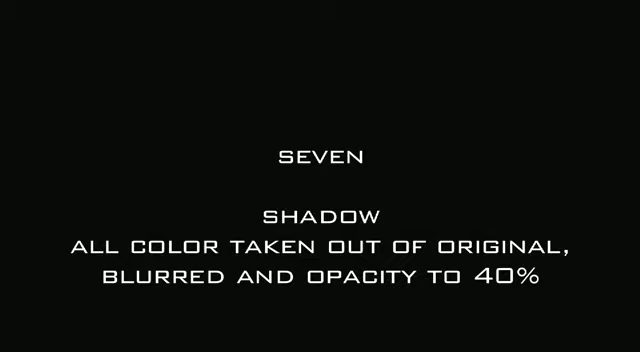 SEVEN
SHADOW
ALL COLOR TAKEN OUT OF ORIGINAL,
BLURRED AND OPACITY TO 40%